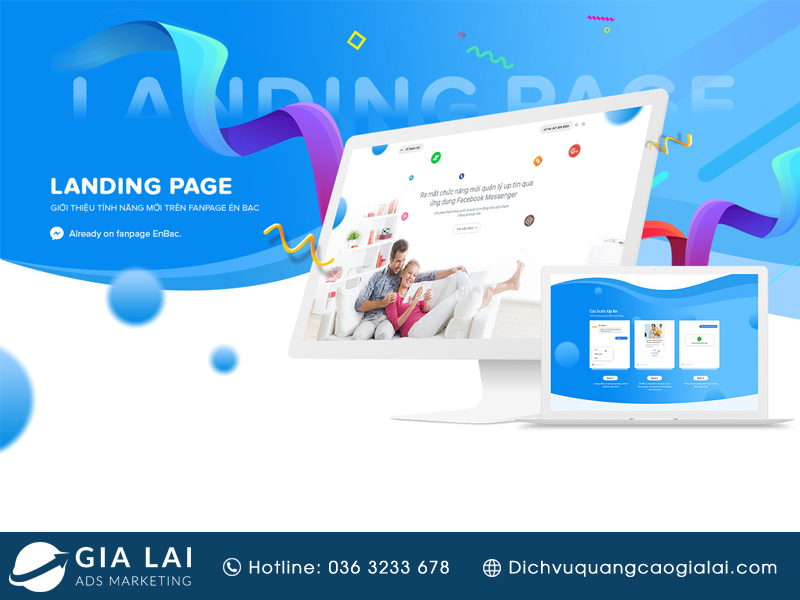 LANDING PAGE
LANDING PAGE
GIỚI THIỆU TÍNH NĂNG MỚI TRÊN FANPAGE ÉN BẠC
Already on fanpage EnBac.
Ra mắt chức năng mới quản lý up tin qua
ứng dụng Facebook Messenger
Các bước Up tin
GIA LAI
ADS MARKETING
Hotline: 036 3233 678
Dichvuquangcaogialai.com